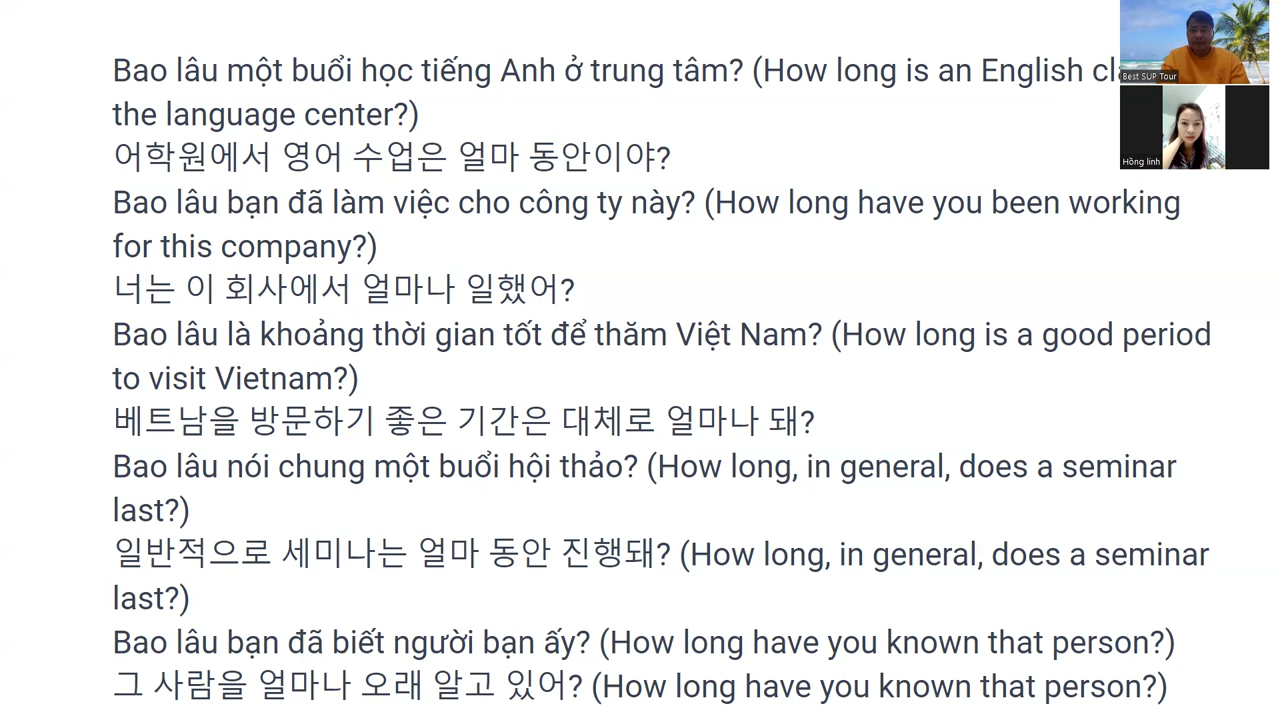 Bao lâu một buổi học tiếng Anh ở trung tâm? (How long is an English
the language center?)
어학원에서 영어 수업은 얼마 동안이야?
Bao lâu bạn đã làm việc cho công ty này? (How long have you been working
for this company?)
너는 이 회사에서 얼마나 일했어?
Bao lâu là khoảng thời gian tốt để thăm Việt Nam? (How long is a good period
to visit Vietnam?)
베트남을 방문하기 좋은 기간은 대체로 얼마나 돼?
Bao lâu nói chung một buổi hội thảo? (How long, in general, does a seminar
last?)
일반적으로 세미나는 얼마 동안 진행돼? (How long, in general, does a seminar
last?)
Bao lâu bạn đã biết người bạn ấy? (How long have you known that person?)
그 사람을 얼마나 오래 알고 있어? (How long have you known that person?)
Best SUP Tour
Hồng linh